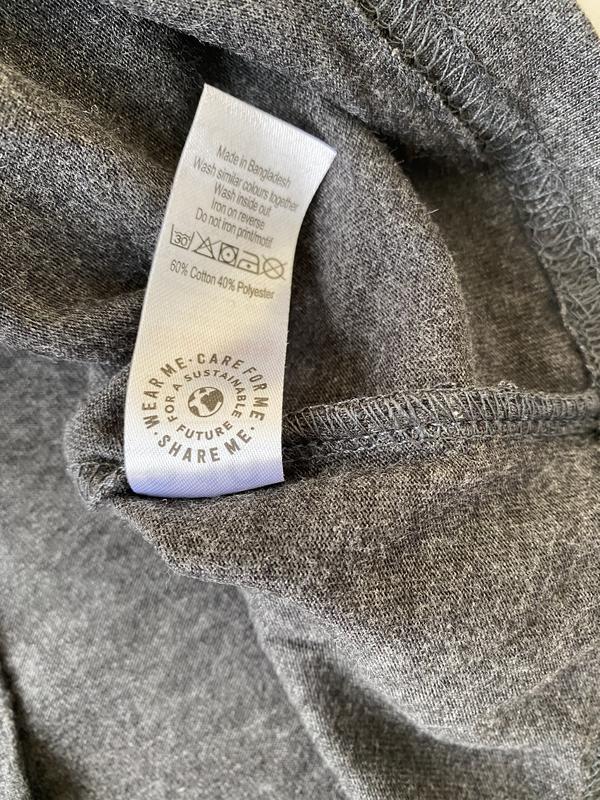 Made in Bangladesh
Wash similar colours together
Wash inside out
Iron on reverse
Do not iron print/motif
30
60% Cotton 40% Polyester
WEAR ME · CARE FOR ME · SHARE ME ·
FOR A SUSTAINABLE FUTURE